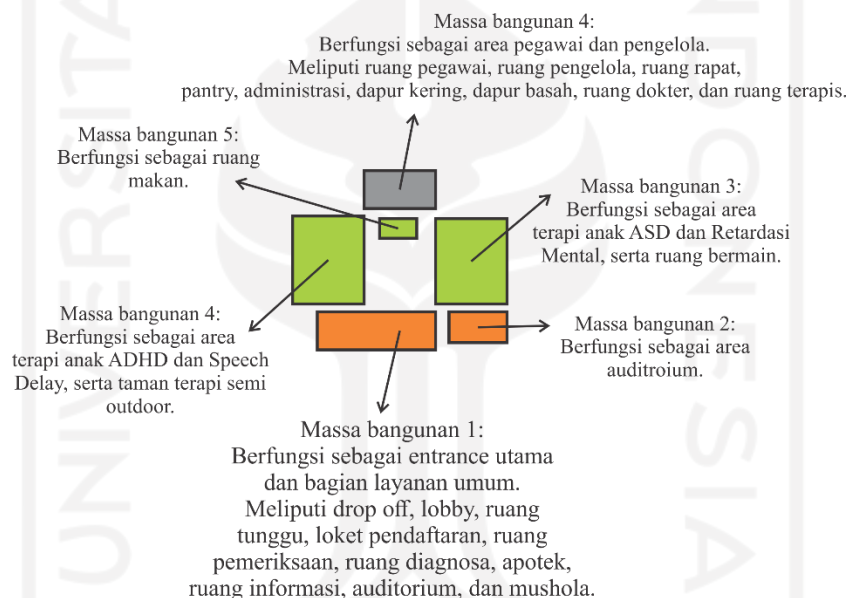 Massa bangunan 4:
Berfungsi sebagai area pegawai dan pengelola.
Meliputi ruang pegawai, ruang pengelola, ruang rapat,
pantry, administrasi, dapur kering, dapur basah, ruang dokter, dan ruang terapis.
Massa bangunan 5:
Berfungsi sebagai ruang
makan.
Massa bangunan 3:
Berfungsi sebagai area
terapi anak ASD dan Retardasi
Mental, serta ruang bermain.
Massa bangunan 4:
Berfungsi sebagai area
terapi anak ADHD dan Speech
Delay, serta taman terapi semi
outdoor.
Massa bangunan 2:
Berfungsi sebagai area
auditroium.
Massa bangunan 1:
Berfungsi sebagai entrance utama
dan bagian layanan umum.
Meliputi drop off, lobby, ruang
tunggu, loket pendaftaran, ruang
pemeriksaan, ruang diagnosa, apotek,
ruang informasi, auditorium, dan mushola.
UNIVERSITA
NDONESIA